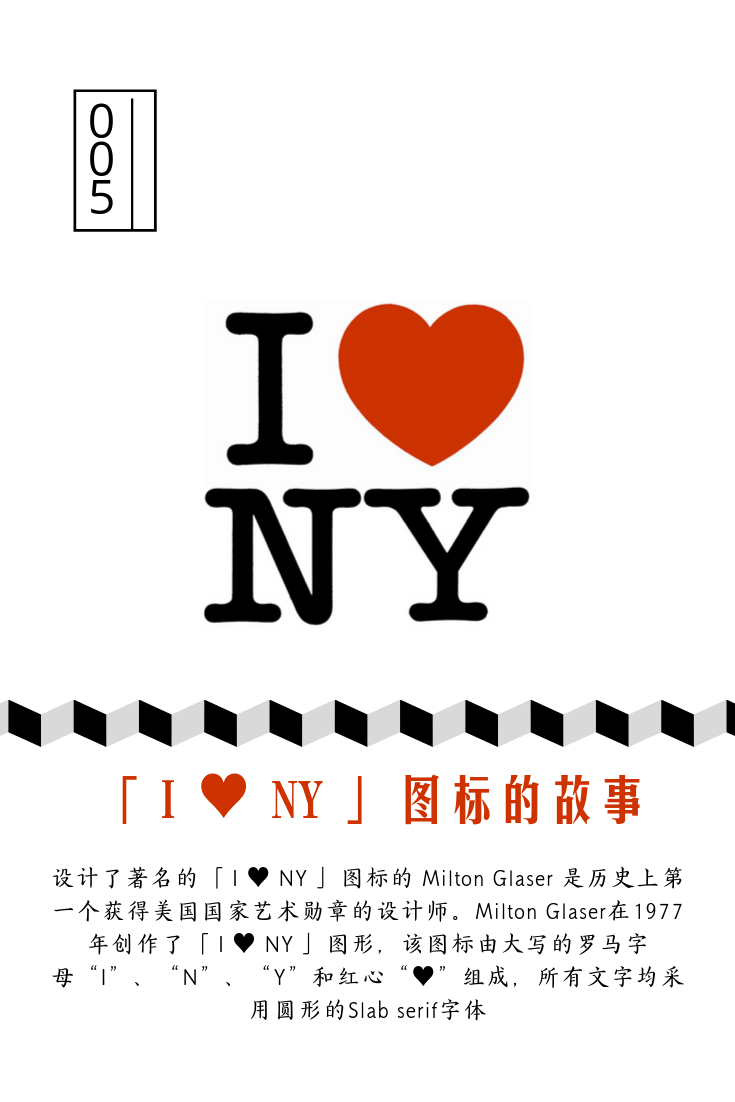 005
I ♥
NY
「 I ♥ NY 」图标的故事
设计了著名的「 I ♥ NY 」图标的 Milton Glaser 是历史上第
一个获得美国国家艺术勋章的设计师。Milton Glaser在1977
年创作了「 I ♥ NY 」图形，该图标由大写的罗马字
母“I”、“N”、“Y”和红心“♥”组成，所有文字均采
用圆形的Slab serif字体